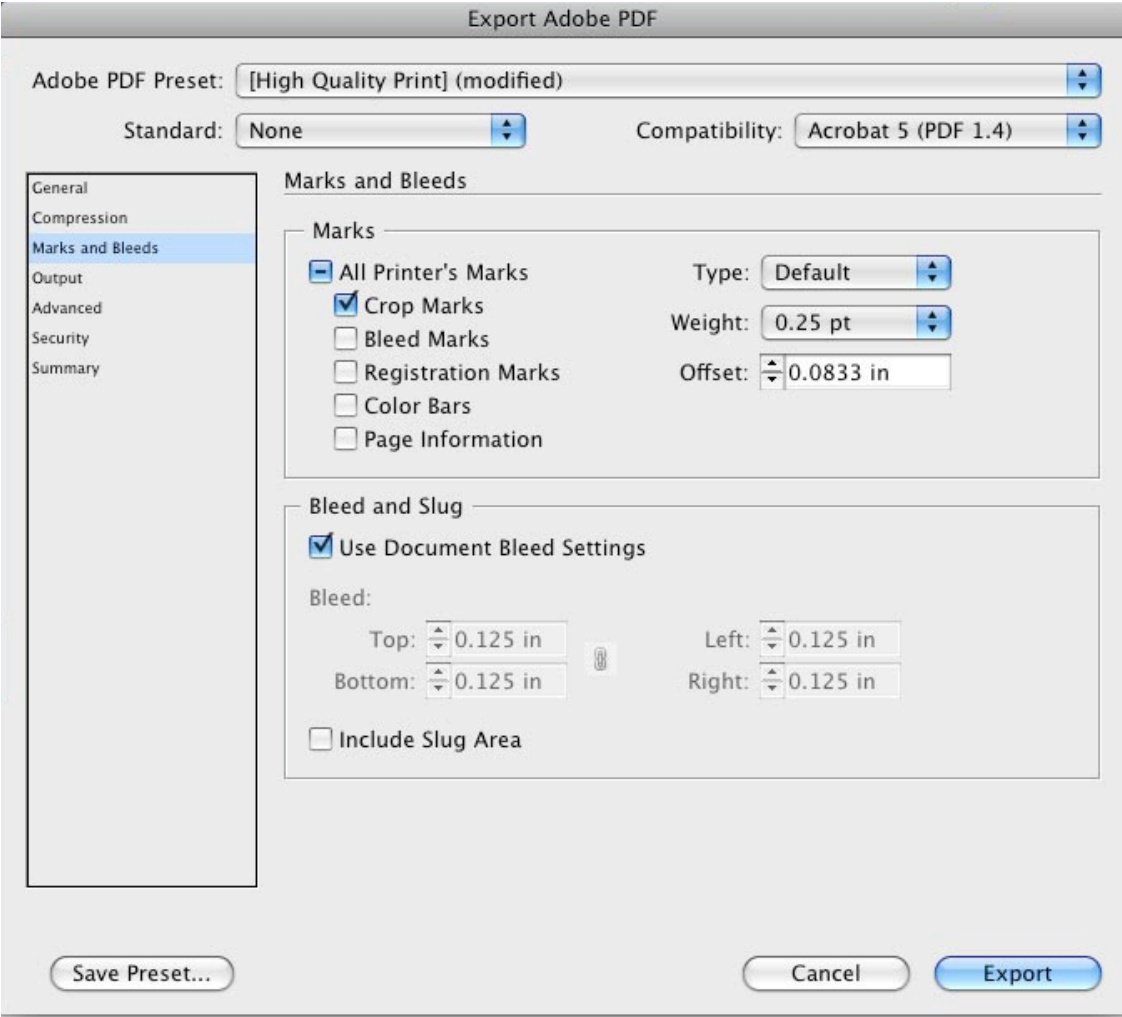 Export Adobe PDF
Adobe PDF Preset: [High Quality Print] (modified)
Standard: None Compatibility: Acrobat 5 (PDF 1.4)
General
Compression
Marks and Bleeds
Output
Advanced
Security
Summary
Marks and Bleeds
Marks
All Printer's Marks
Crop Marks
Bleed Marks
Registration Marks
Color Bars
Page Information
Type: Default
Weight: 0.25 pt
Offset: 0.0833 in
Bleed and Slug
Use Document Bleed Settings
Bleed:
Top: 0.125 in Left: 0.125 in
Bottom: 0.125 in Right: 0.125 in
Include Slug Area
Save Preset... Cancel Export